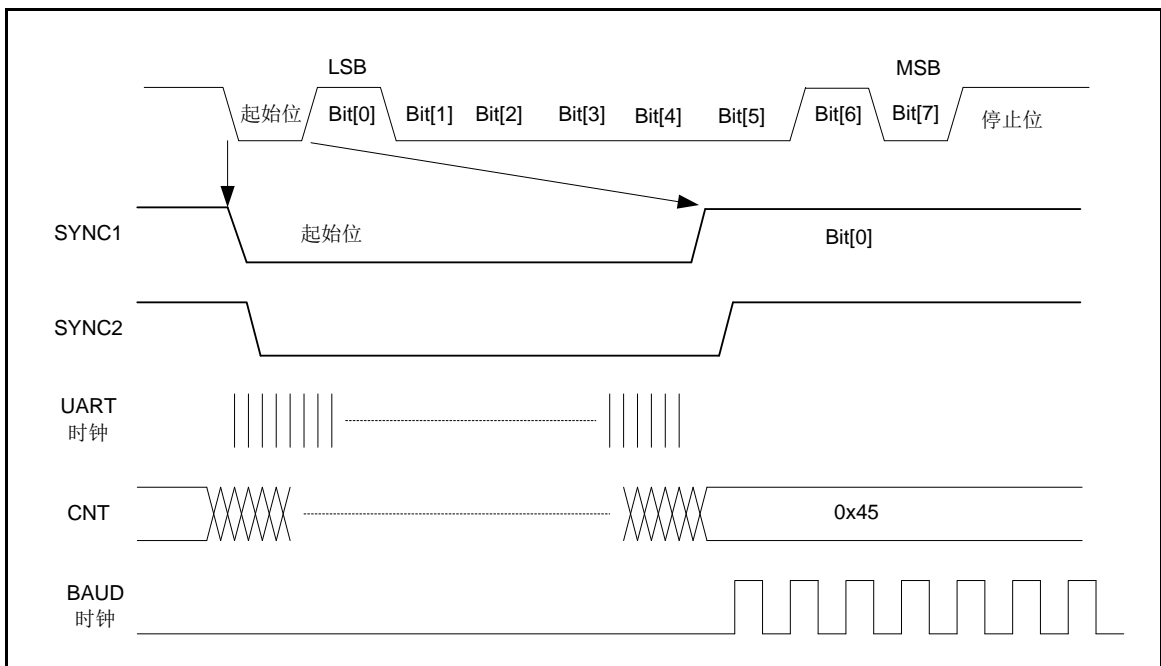 LSB
MSB
起始位 Bit[0] Bit[1] Bit[2] Bit[3] Bit[4] Bit[5] Bit[6] Bit[7] 停止位
SYNC1
起始位
Bit[0]
SYNC2
UART
时钟
CNT
0x45
BAUD
时钟